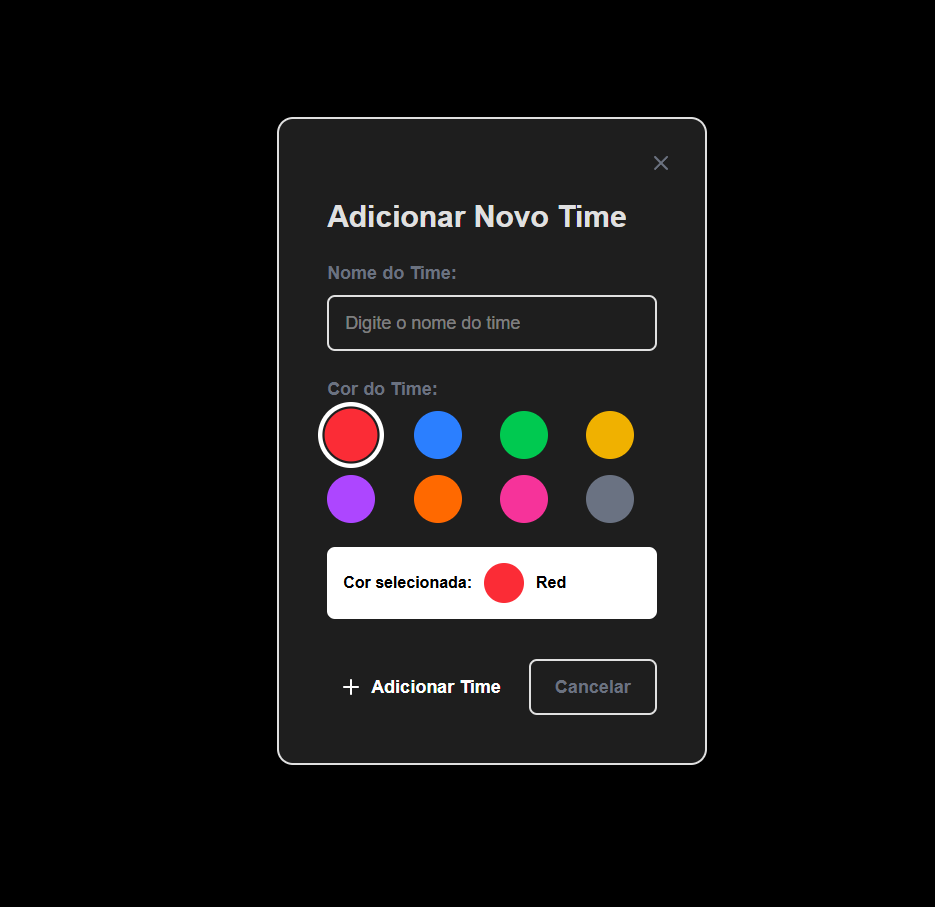 Adicionar Novo Time
Nome do Time:
Digite o nome do time
Cor do Time:
Cor selecionada: Red
Adicionar Time Cancelar